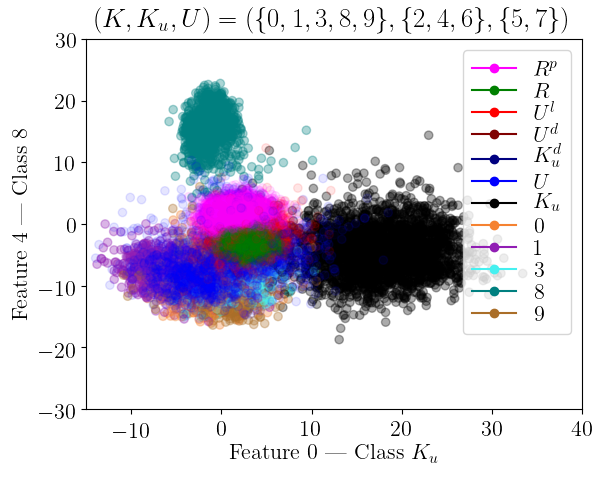 (K, K_u, U) = ({0, 1, 3, 8, 9}, {2, 4, 6}, {5, 7})
30
20
10
0
−10
−20
−30
Feature 4 — Class 8
R^p
R
U^l
U^d
K_u^d
U
K_u
0
1
3
8
9
−10 0 10 20 30 40
Feature 0 — Class K_u